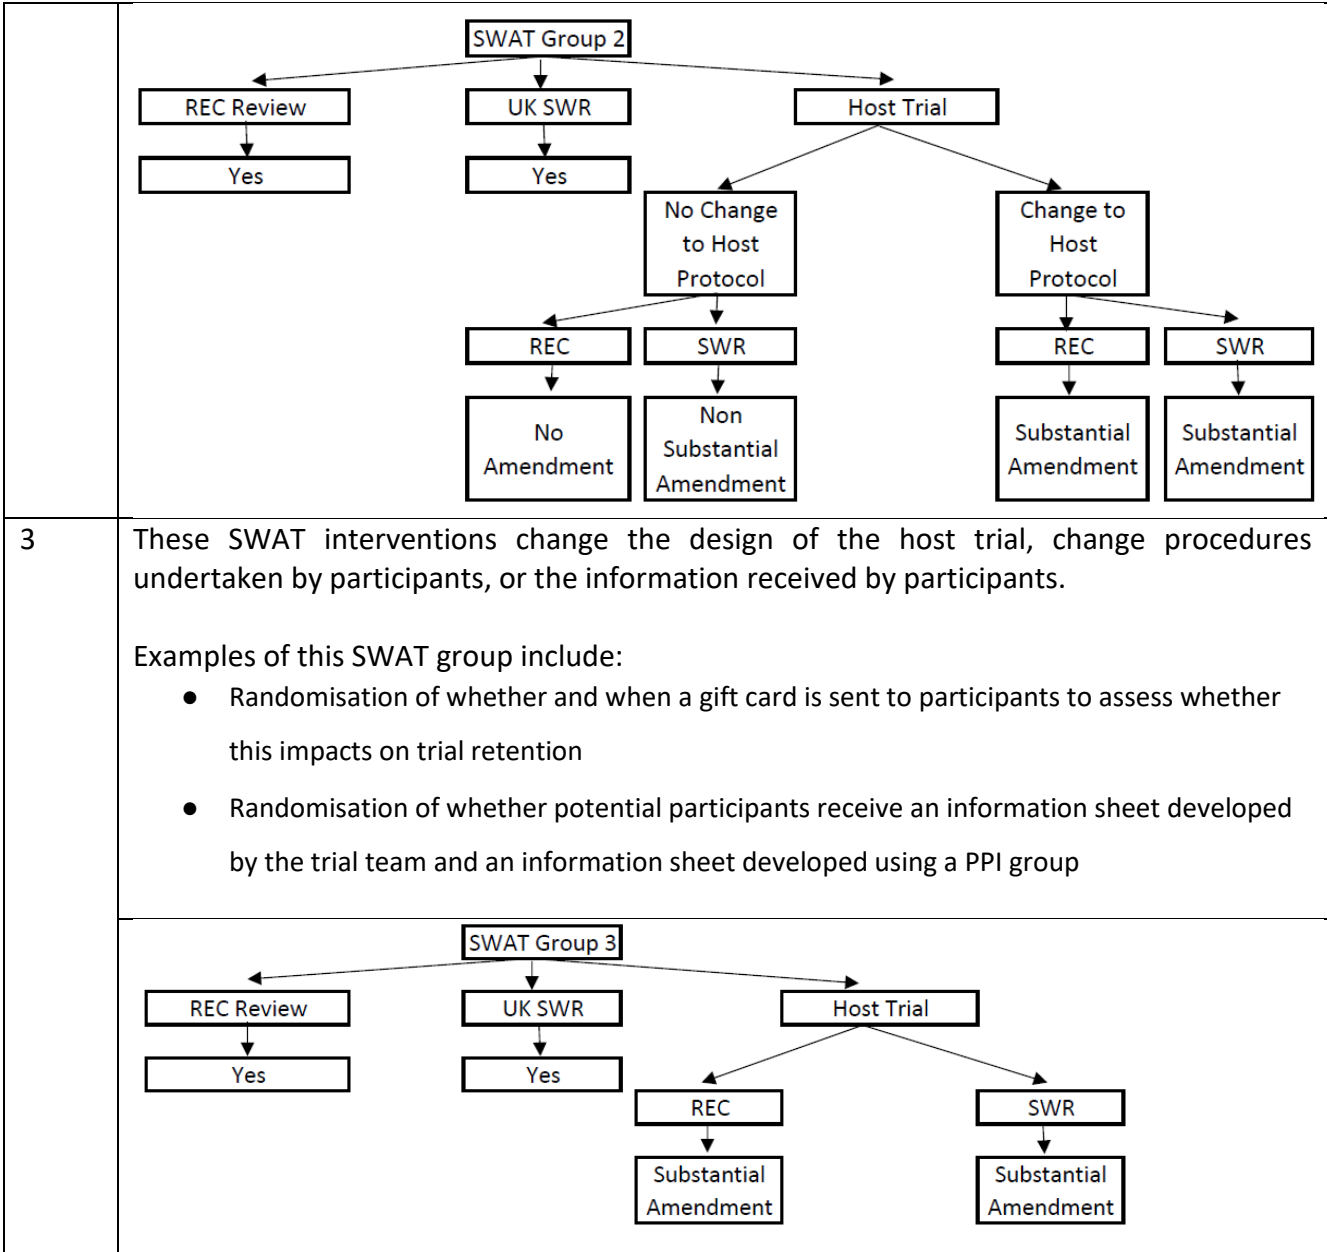 SWAT Group 2
REC Review
UK SWR
Host Trial
Yes
Yes
No Change
to Host
Protocol
Change to
Host
Protocol
REC
SWR
REC
SWR
No
Amendment
Non
Substantial
Amendment
Substantial
Amendment
Substantial
Amendment
3
These SWAT interventions change the design of the host trial, change procedures
undertaken by participants, or the information received by participants.
Examples of this SWAT group include:
● Randomisation of whether and when a gift card is sent to participants to assess whether
this impacts on trial retention
● Randomisation of whether potential participants receive an information sheet developed
by the trial team and an information sheet developed using a PPI group
SWAT Group 3
REC Review
UK SWR
Host Trial
Yes
Yes
REC
SWR
Substantial
Amendment
Substantial
Amendment